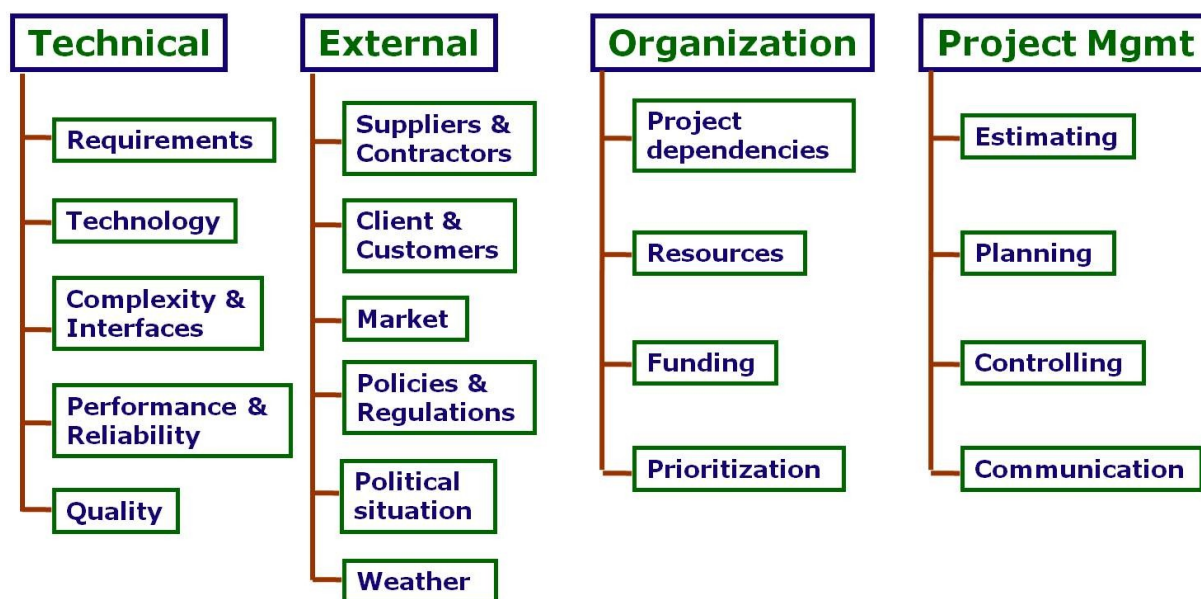 Technical
Requirements
Technology
Complexity &
Interfaces
Performance &
Reliability
Quality
External
Suppliers &
Contractors
Client &
Customers
Market
Policies &
Regulations
Political
situation
Weather
Organization
Project
dependencies
Resources
Funding
Prioritization
Project Mgmt
Estimating
Planning
Controlling
Communication